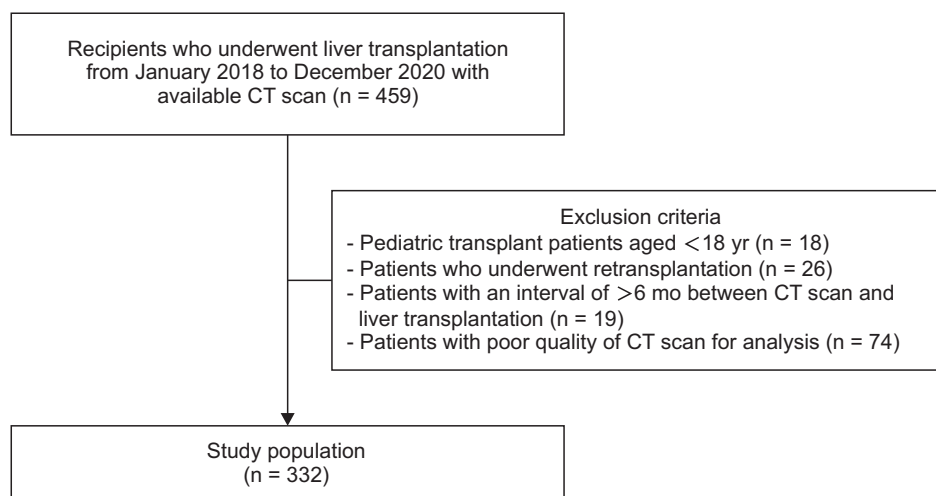 Recipients who underwent liver transplantation
from January 2018 to December 2020 with
available CT scan (n = 459)
Exclusion criteria
- Pediatric transplant patients aged <18 yr (n = 18)
- Patients who underwent retransplantation (n = 26)
- Patients with an interval of >6 mo between CT scan and
liver transplantation (n = 19)
- Patients with poor quality of CT scan for analysis (n = 74)
Study population
(n = 332)